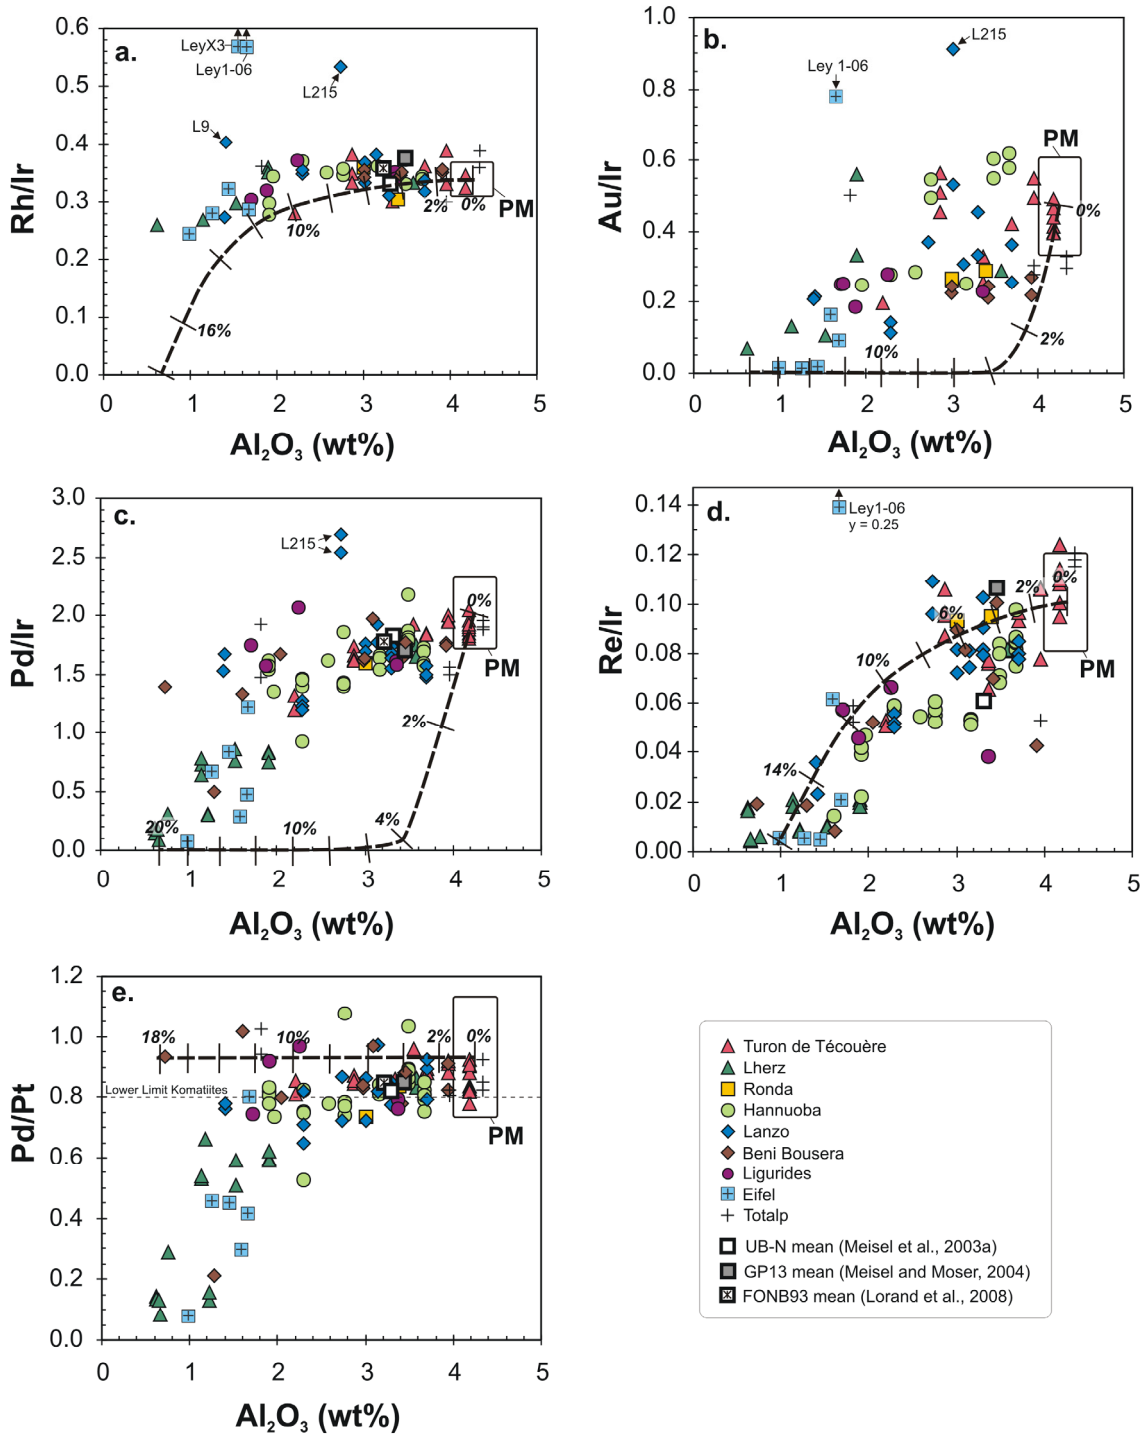 a.
Rh/Ir
0.6
0.5
0.4
0.3
0.2
0.1
0.0
LeyX3
Ley1-06
L215
L9
10%
16%
2%
0%
PM
0 1 2 3 4 5
Al₂O₃ (wt%)
b.
Au/Ir
1.0
0.8
0.6
0.4
0.2
0.0
L215
Ley 1-06
PM
0%
2%
10%
0 1 2 3 4 5
Al₂O₃ (wt%)
c.
Pd/Ir
3.0
2.5
2.0
1.5
1.0
0.5
0.0
L215
0%
PM
2%
4%
10%
20%
0 1 2 3 4 5
Al₂O₃ (wt%)
d.
Re/Ir
0.14
0.12
0.10
0.08
0.06
0.04
0.02
0.00
Ley1-06
y = 0.25
0%
2%
6%
10%
14%
PM
0 1 2 3 4 5
Al₂O₃ (wt%)
e.
Pd/Pt
1.2
1.0
0.8
0.6
0.4
0.2
0.0
18%
10%
2%
0%
Lower Limit Komatiites
PM
0 1 2 3 4 5
Al₂O₃ (wt%)
Turon de Técouère
Lherz
Ronda
Hannuoba
Lanzo
Beni Bousera
Ligurides
Eifel
Totalp
UB-N mean (Meisel et al., 2003a)
GP13 mean (Meisel and Moser, 2004)
FONB93 mean (Lorand et al., 2008)